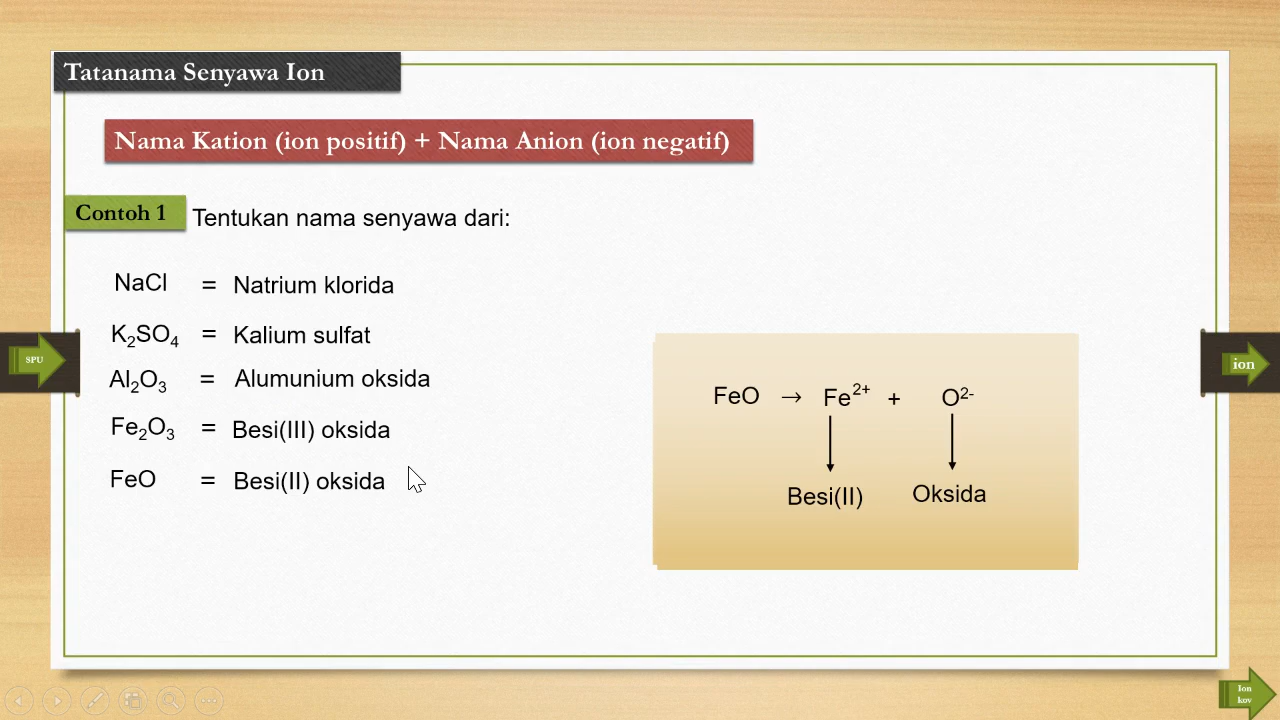 Tatanama Senyawa Ion
Nama Kation (ion positif) + Nama Anion (ion negatif)
Contoh 1 Tentukan nama senyawa dari:
NaCl = Natrium klorida
K₂SO₄ = Kalium sulfat
Al₂O₃ = Alumunium oksida
Fe₂O₃ = Besi(III) oksida
FeO = Besi(II) oksida
FeO → Fe²⁺ + O²⁻
Besi(II) Oksida
SPU
ion
Ion
kov